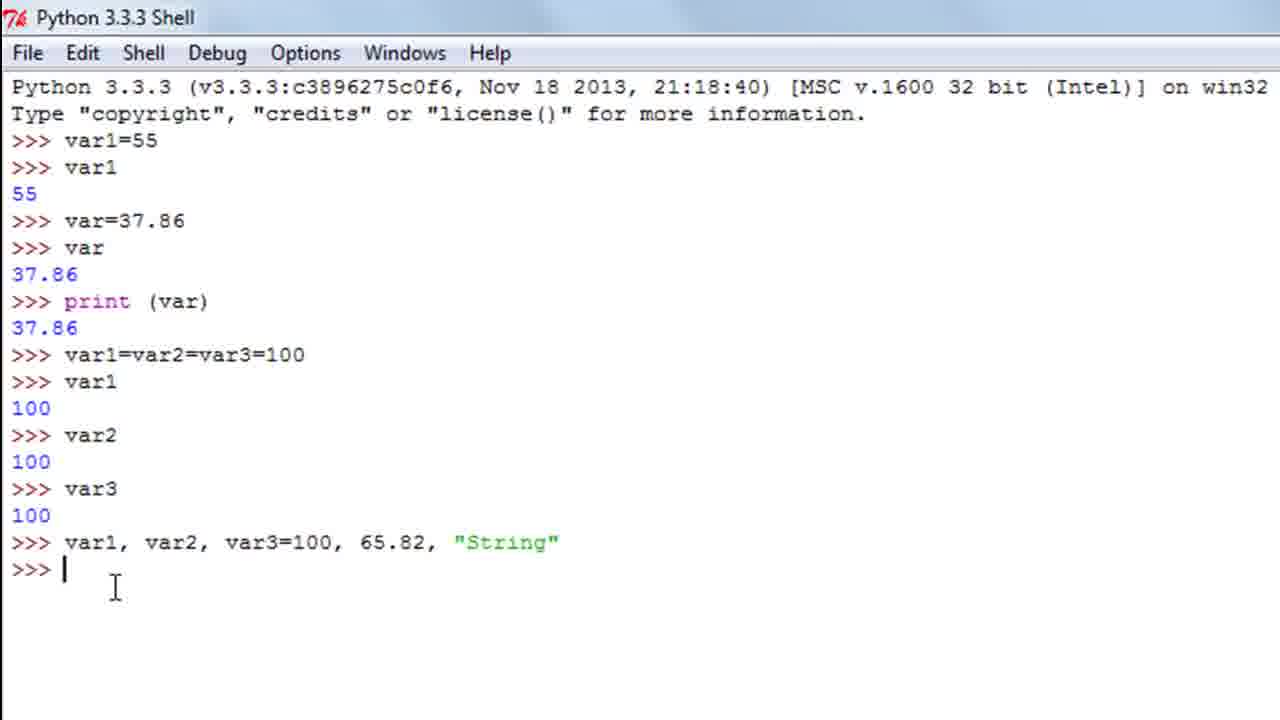 Python 3.3.3 Shell
File Edit Shell Debug Options Windows Help
Python 3.3.3 (v3.3.3:c3896275c0f6, Nov 18 2013, 21:18:40) [MSC v.1600 32 bit (Intel)] on win32
Type "copyright", "credits" or "license()" for more information.
>>> var1=55
>>> var1
55
>>> var=37.86
>>> var
37.86
>>> print (var)
37.86
>>> var1=var2=var3=100
>>> var1
100
>>> var2
100
>>> var3
100
>>> var1, var2, var3=100, 65.82, "String"
>>>